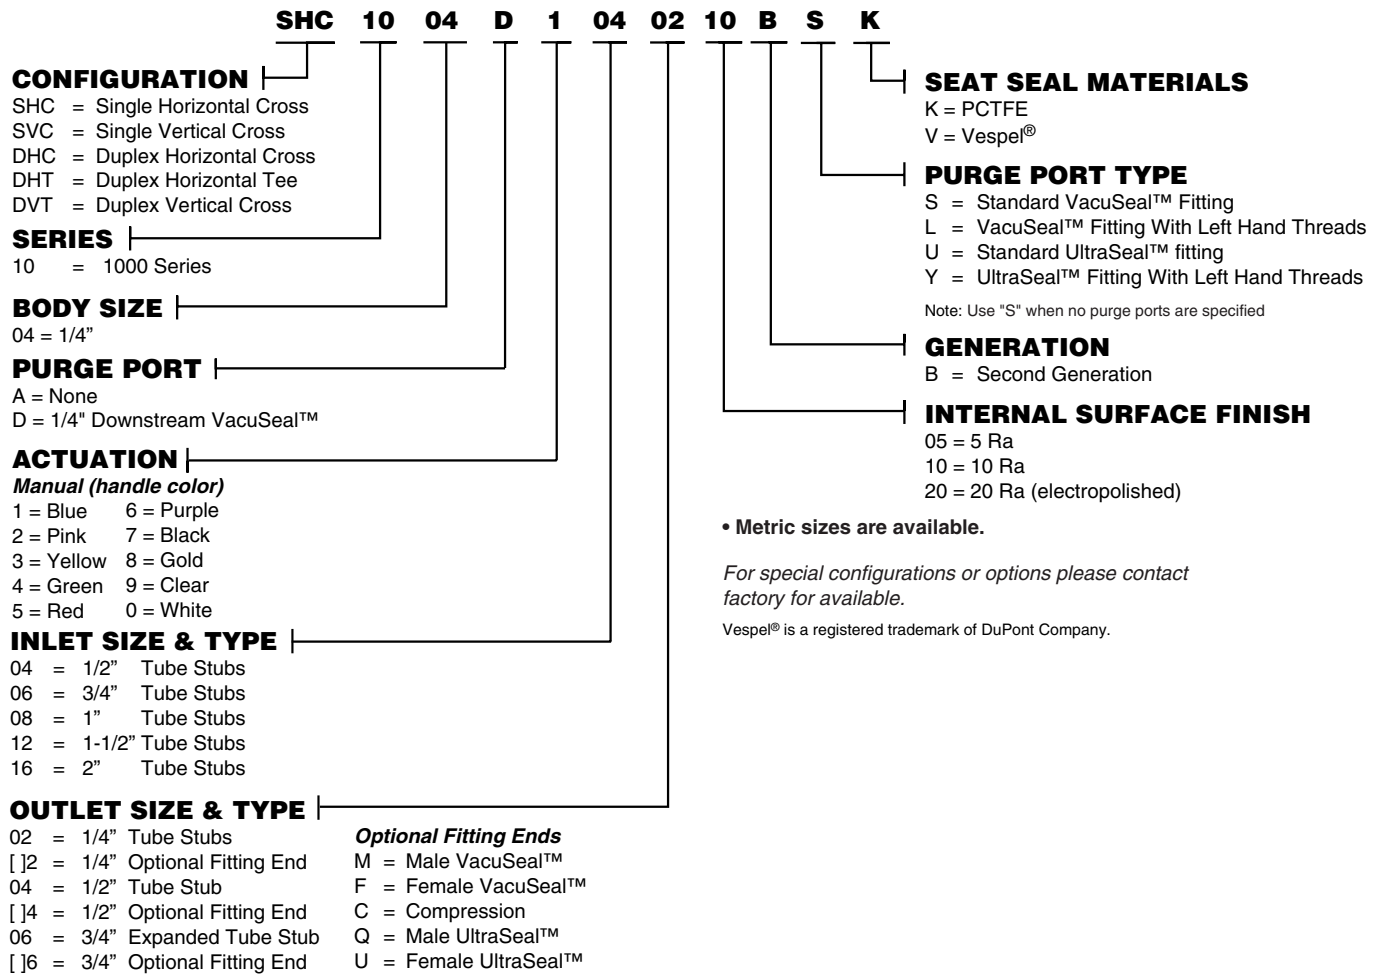 SHC 10 04 D 1 04 02 10 B S K
CONFIGURATION
SHC = Single Horizontal Cross
SVC = Single Vertical Cross
DHC = Duplex Horizontal Cross
DHT = Duplex Horizontal Tee
DVT = Duplex Vertical Cross
SERIES
10 = 1000 Series
BODY SIZE
04 = 1/4”
PURGE PORT
A = None
D = 1/4" Downstream VacuSeal™
ACTUATION
Manual (handle color)
1 = Blue 6 = Purple
2 = Pink 7 = Black
3 = Yellow 8 = Gold
4 = Green 9 = Clear
5 = Red 0 = White
INLET SIZE & TYPE
04 = 1/2” Tube Stubs
06 = 3/4” Tube Stubs
08 = 1” Tube Stubs
12 = 1-1/2” Tube Stubs
16 = 2” Tube Stubs
OUTLET SIZE & TYPE
02 = 1/4” Tube Stubs
[ ]2 = 1/4” Optional Fitting End
04 = 1/2” Tube Stub
[ ]4 = 1/2” Optional Fitting End
06 = 3/4” Expanded Tube Stub
[ ]6 = 3/4” Optional Fitting End
Optional Fitting Ends
M = Male VacuSeal™
F = Female VacuSeal™
C = Compression
Q = Male UltraSeal™
U = Female UltraSeal™
SEAT SEAL MATERIALS
K = PCTFE
V = Vespel®
PURGE PORT TYPE
S = Standard VacuSeal™ Fitting
L = VacuSeal™ Fitting With Left Hand Threads
U = Standard UltraSeal™ fitting
Y = UltraSeal™ Fitting With Left Hand Threads
Note: Use "S" when no purge ports are specified
GENERATION
B = Second Generation
INTERNAL SURFACE FINISH
05 = 5 Ra
10 = 10 Ra
20 = 20 Ra (electropolished)
• Metric sizes are available.
For special configurations or options please contact
factory for available.
Vespel® is a registered trademark of DuPont Company.